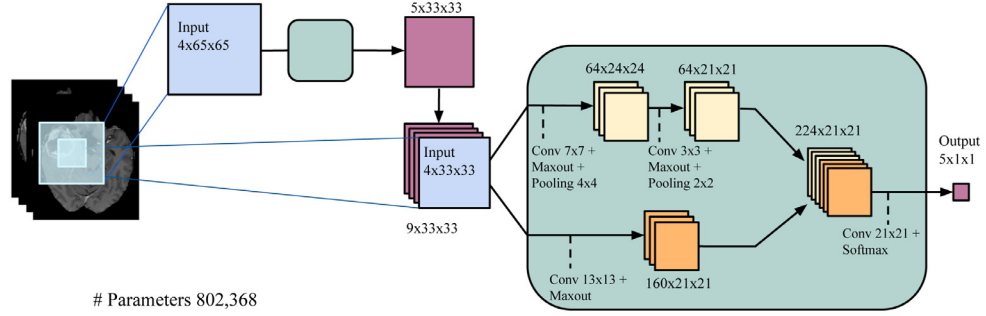 Input
4x65x65
5x33x33
Input
4x33x33
9x33x33
64x24x24
64x21x21
Conv 7x7 +
Maxout +
Pooling 4x4
Conv 3x3 +
Maxout +
Pooling 2x2
224x21x21
Output
5x1x1
Conv 21x21 +
Softmax
Conv 13x13 +
Maxout
160x21x21
# Parameters 802,368